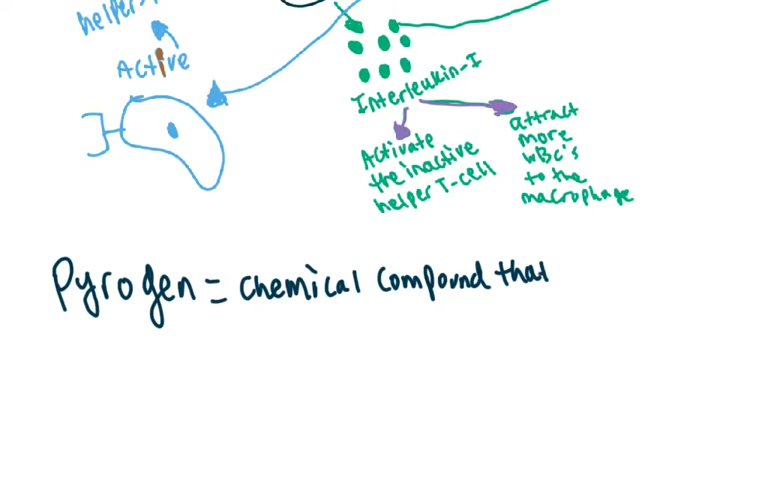 helper
Active
Interleukin-I
Activate
the inactive
helper T-cell
attract
more
WBC's
to the
macrophage
Pyrogen = chemical compound that